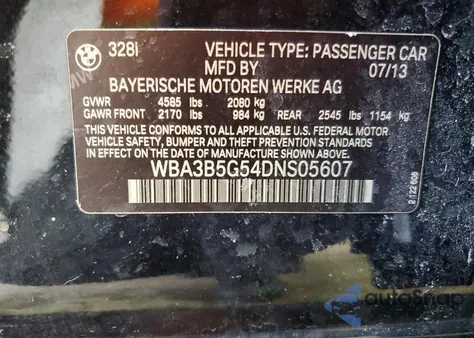 328i VEHICLE TYPE: PASSENGER CAR
MFD BY 07/13
BAYERISCHE MOTOREN WERKE AG
GVWR 4585 lbs 2080 kg
GAWR FRONT 2170 lbs 984 kg REAR 2545 lbs 1154 kg
THIS VEHICLE CONFORMS TO ALL APPLICABLE U.S. FEDERAL MOTOR
VEHICLE SAFETY, BUMPER AND THEFT PREVENTION STANDARDS
IN EFFECT ON THE DATE OF MANUFACTURE SHOWN ABOVE.
WBA3B5G54DNS05607
autoSnap